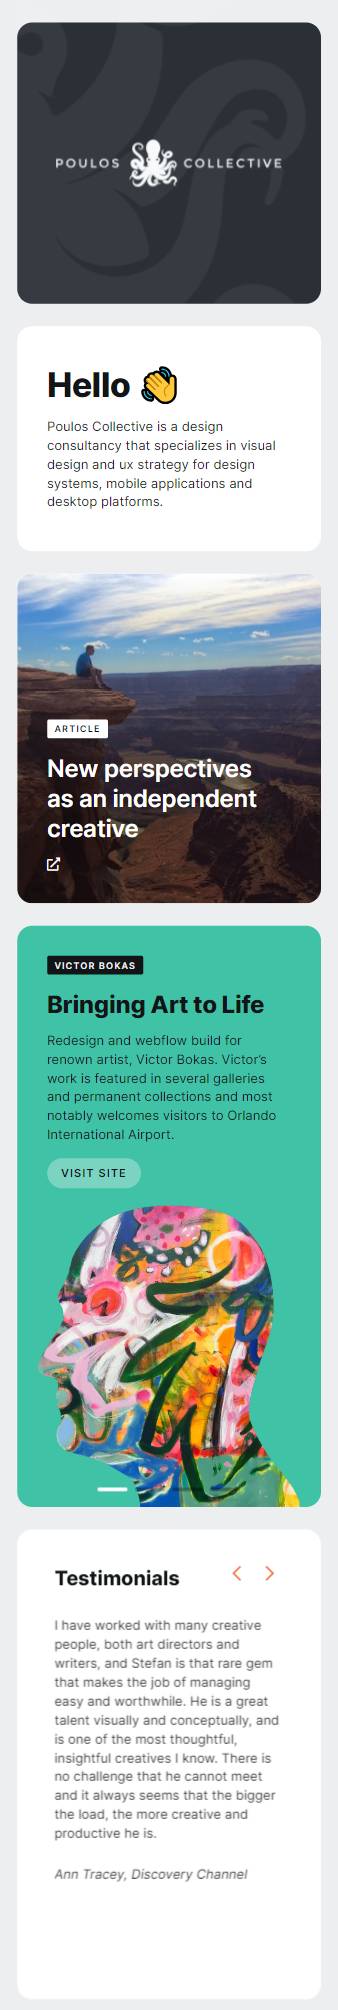 POULOS COLLECTIVE
Hello
Poulos Collective is a design
consultancy that specializes in visual
design and ux strategy for design
systems, mobile applications and
desktop platforms.
ARTICLE
New perspectives
as an independent
creative
VICTOR BOKAS
Bringing Art to Life
Redesign and webflow build for
renown artist, Victor Bokas. Victor's
work is featured in several galleries
and permanent collections and most
notably welcomes visitors to Orlando
International Airport.
VISIT SITE
Testimonials
I have worked with many creative
people, both art directors and
writers, and Stefan is that rare gem
that makes the job of managing
easy and worthwhile. He is a great
talent visually and conceptually, and
is one of the most thoughtful,
insightful creatives I know. There is
no challenge that he cannot meet
and it always seems that the bigger
the load, the more creative and
productive he is.
Ann Tracey, Discovery Channel